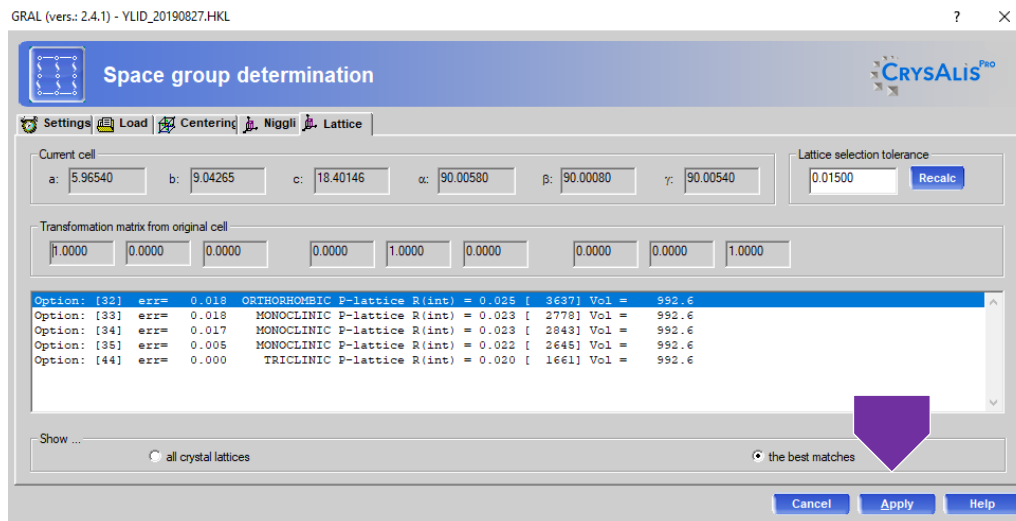 GRAL (vers.: 2.4.1) - YLID_20190827.HKL ? ×
Space group determination
CRYSALIS PRO
Settings Load Centering Niggli Lattice
Current cell
a: 5.96540 b: 9.04265 c: 18.40146 α: 90.00580 β: 90.00080 γ: 90.00540
Lattice selection tolerance
0.01500 Recalc
Transformation matrix from original cell
1.0000 0.0000 0.0000 0.0000 1.0000 0.0000 0.0000 0.0000 1.0000
Option: [32] err= 0.018 ORTHORHOMBIC P-lattice R(int) = 0.025 [ 3637] Vol = 992.6
Option: [33] err= 0.018 MONOCLINIC P-lattice R(int) = 0.023 [ 2778] Vol = 992.6
Option: [34] err= 0.017 MONOCLINIC P-lattice R(int) = 0.023 [ 2843] Vol = 992.6
Option: [35] err= 0.005 MONOCLINIC P-lattice R(int) = 0.022 [ 2645] Vol = 992.6
Option: [44] err= 0.000 TRICLINIC P-lattice R(int) = 0.020 [ 1661] Vol = 992.6
Show ...
all crystal lattices the best matches
Cancel Apply Help